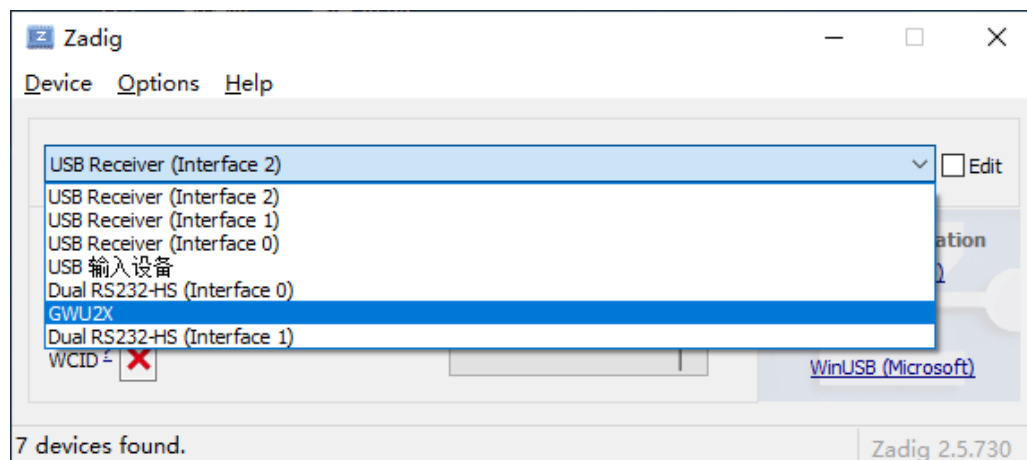 Zadig
Device Options Help
USB Receiver (Interface 2)
Edit
USB Receiver (Interface 2)
USB Receiver (Interface 1)
USB Receiver (Interface 0)
USB 输入设备
Dual RS232-HS (Interface 0)
GWU2X
Dual RS232-HS (Interface 1)
ation
)
WCID ?
WinUSB (Microsoft)
7 devices found.
Zadig 2.5.730